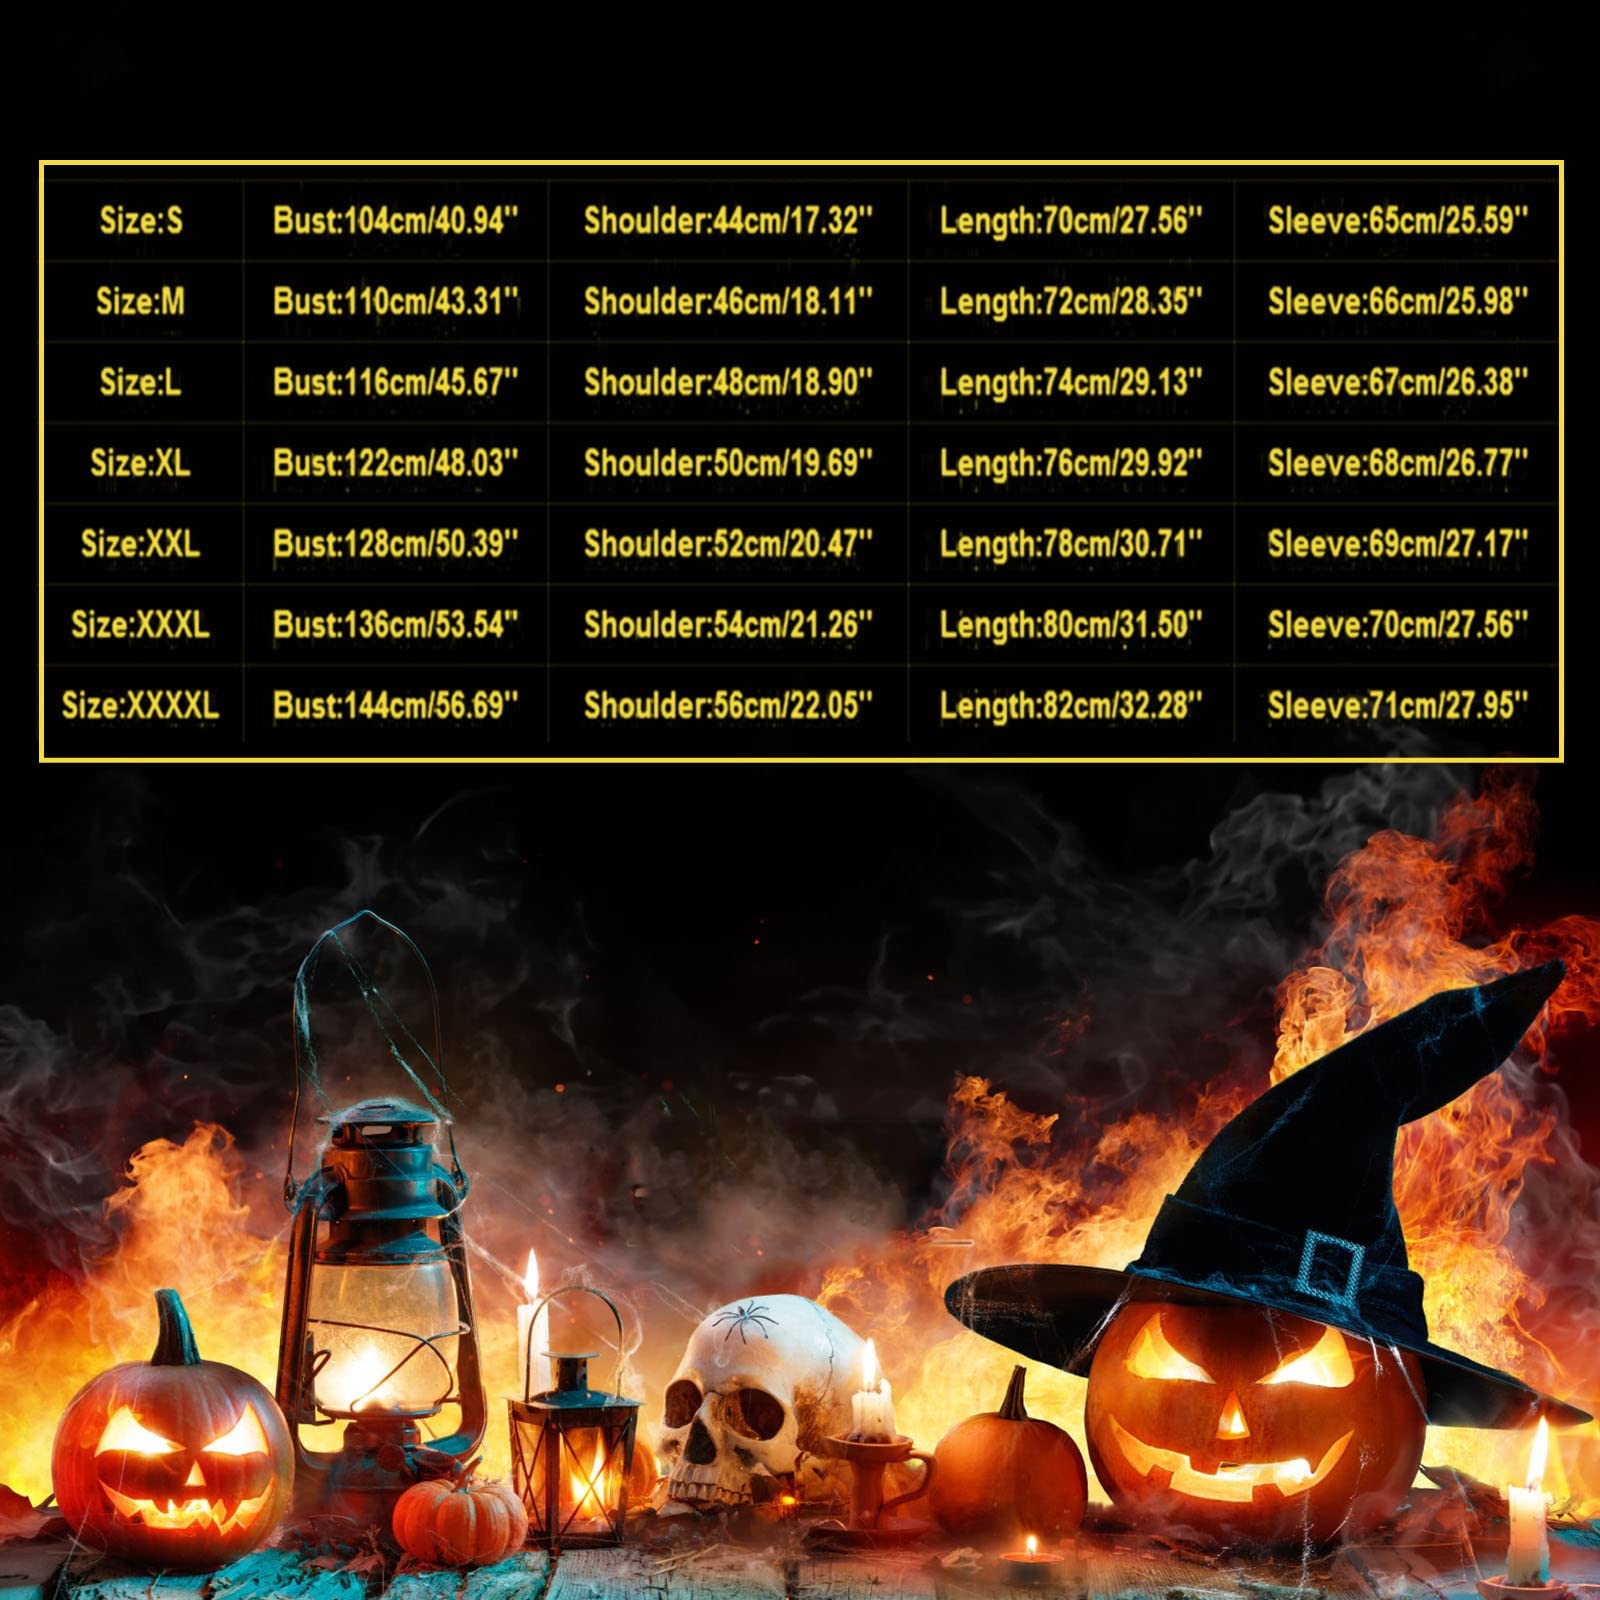 Size:S Bust:104cm/40.94'' Shoulder:44cm/17.32'' Length:70cm/27.56'' Sleeve:65cm/25.59''
Size:M Bust:110cm/43.31'' Shoulder:46cm/18.11'' Length:72cm/28.35'' Sleeve:66cm/25.98''
Size:L Bust:116cm/45.67'' Shoulder:48cm/18.90'' Length:74cm/29.13'' Sleeve:67cm/26.38''
Size:XL Bust:122cm/48.03'' Shoulder:50cm/19.69'' Length:76cm/29.92'' Sleeve:68cm/26.77''
Size:XXL Bust:128cm/50.39'' Shoulder:52cm/20.47'' Length:78cm/30.71'' Sleeve:69cm/27.17''
Size:XXXL Bust:136cm/53.54'' Shoulder:54cm/21.26'' Length:80cm/31.50'' Sleeve:70cm/27.56''
Size:XXXXL Bust:144cm/56.69'' Shoulder:56cm/22.05'' Length:82cm/32.28'' Sleeve:71cm/27.95''